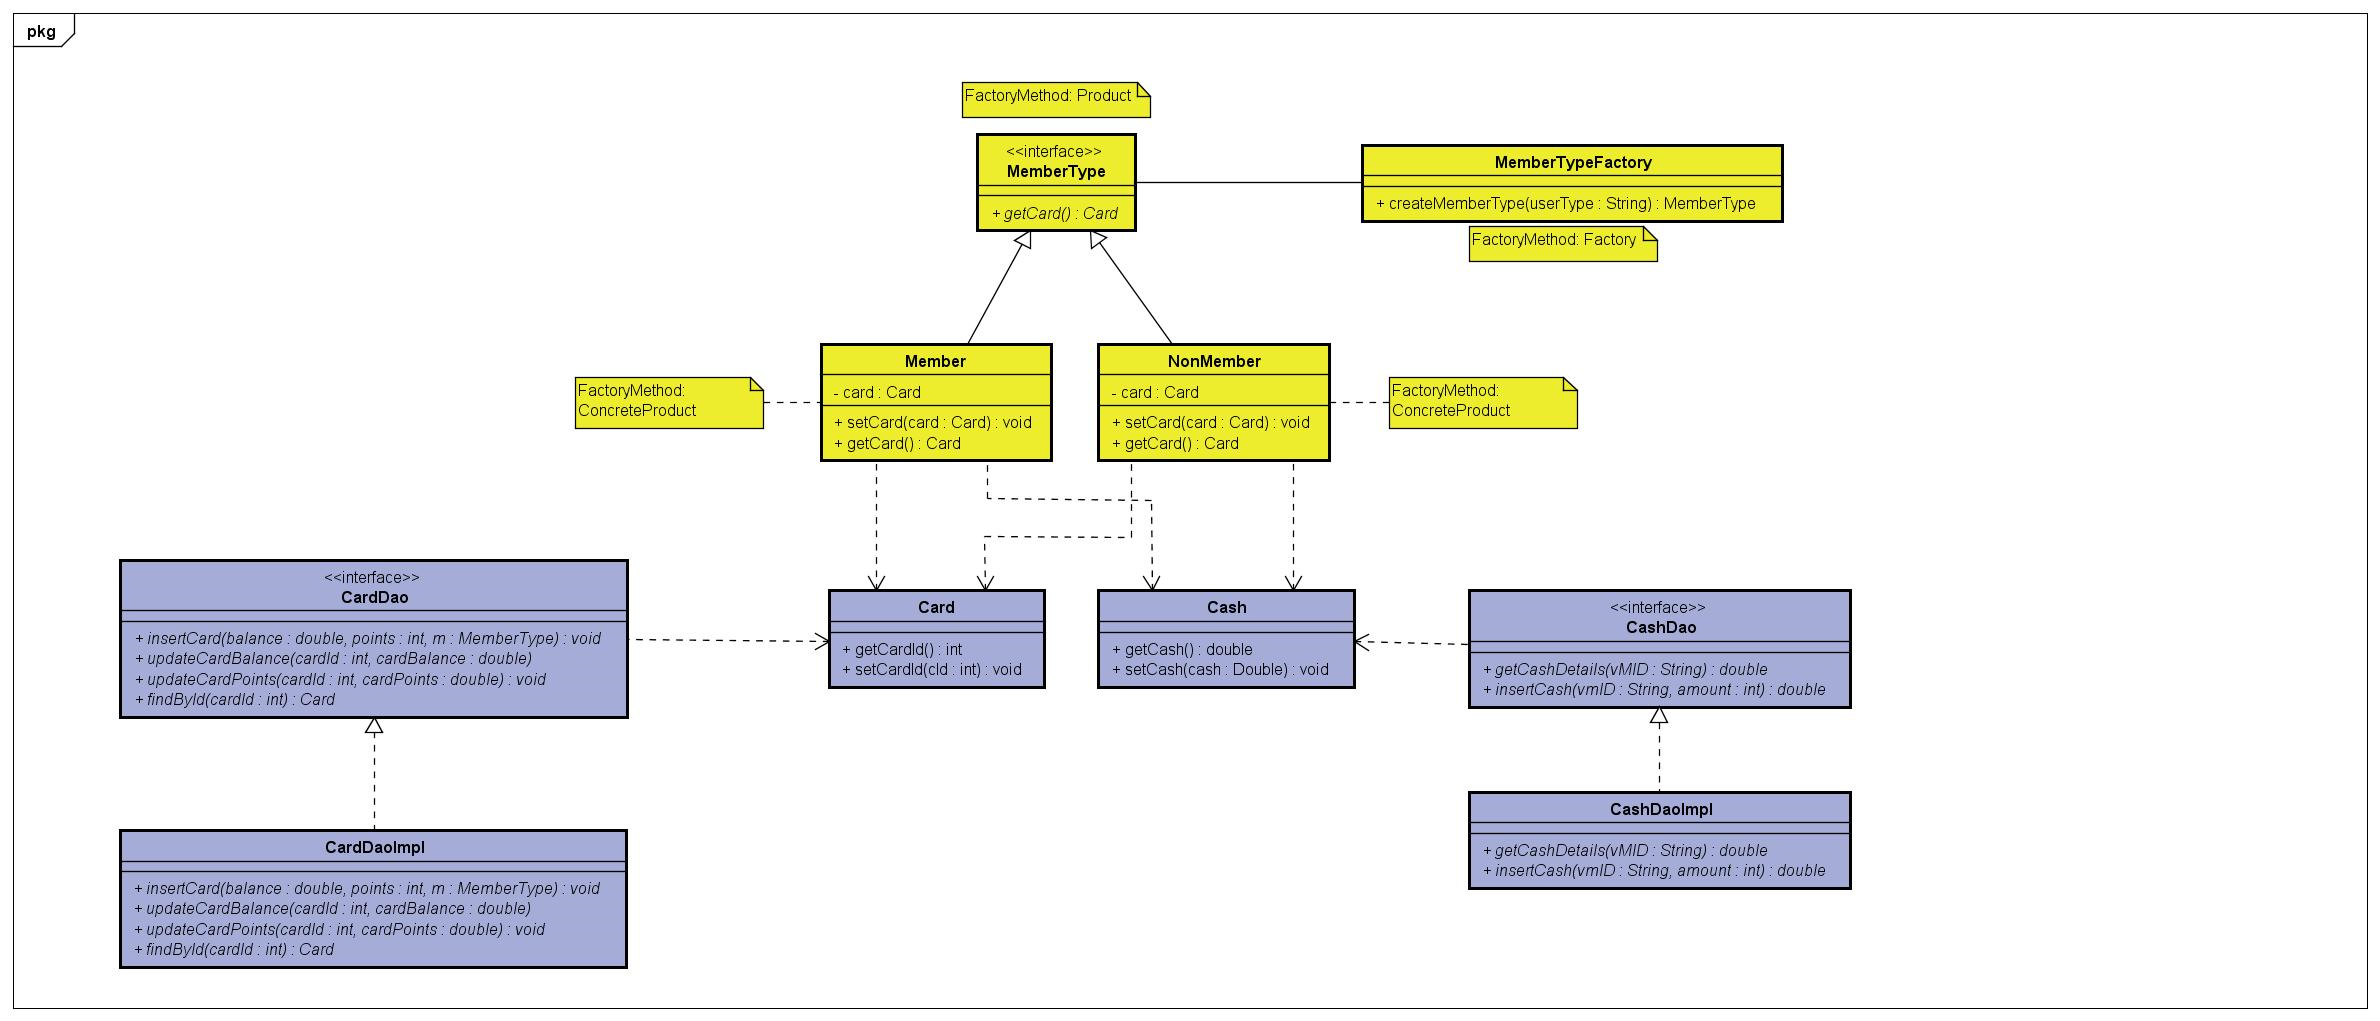 pkg
FactoryMethod: Product
<<interface>>
MemberType
+ getCard() : Card
MemberTypeFactory
+ createMemberType(userType : String) : MemberType
FactoryMethod: Factory
FactoryMethod:
ConcreteProduct
Member
- card : Card
+ setCard(card : Card) : void
+ getCard() : Card
NonMember
- card : Card
+ setCard(card : Card) : void
+ getCard() : Card
FactoryMethod:
ConcreteProduct
<<interface>>
CardDao
+ insertCard(balance : double, points : int, m : MemberType) : void
+ updateCardBalance(cardId : int, cardBalance : double)
+ updateCardPoints(cardId : int, cardPoints : double) : void
+ findById(cardId : int) : Card
Card
+ getCardId() : int
+ setCardId(cId : int) : void
Cash
+ getCash() : double
+ setCash(cash : Double) : void
<<interface>>
CashDao
+ getCashDetails(vMID : String) : double
+ insertCash(vmID : String, amount : int) : double
CardDaoImpl
+ insertCard(balance : double, points : int, m : MemberType) : void
+ updateCardBalance(cardId : int, cardBalance : double)
+ updateCardPoints(cardId : int, cardPoints : double) : void
+ findById(cardId : int) : Card
CashDaoImpl
+ getCashDetails(vMID : String) : double
+ insertCash(vmID : String, amount : int) : double